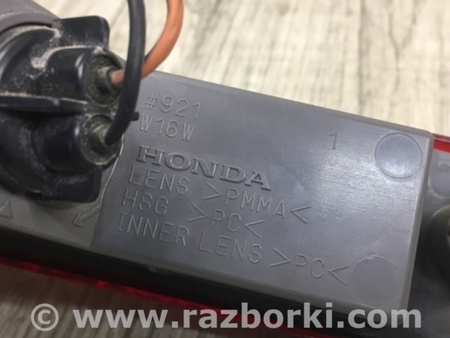 #921
W16W
1
HONDA
LENS >PMMA<
HSG >PC<
INNER LENS >PC<
© www.razborki.com